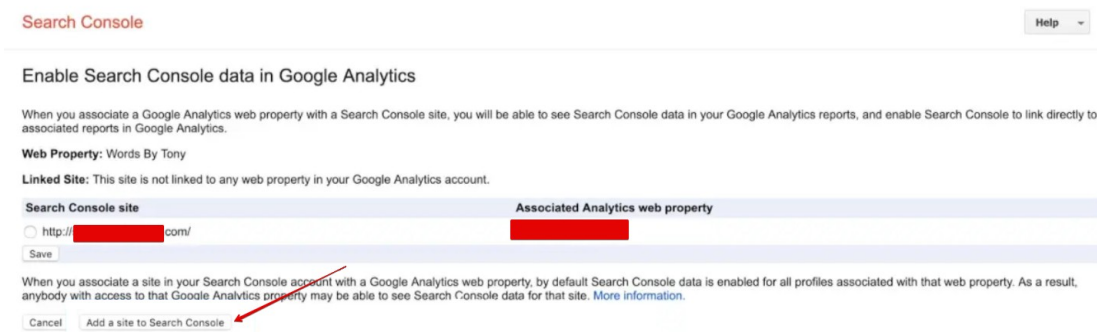 Search Console
Help
Enable Search Console data in Google Analytics
When you associate a Google Analytics web property with a Search Console site, you will be able to see Search Console data in your Google Analytics reports, and enable Search Console to link directly to
associated reports in Google Analytics.
Web Property: Words By Tony
Linked Site: This site is not linked to any web property in your Google Analytics account.
Search Console site Associated Analytics web property
http:// com/
Save
When you associate a site in your Search Console account with a Google Analytics web property, by default Search Console data is enabled for all profiles associated with that web property. As a result,
anybody with access to that Google Analytics property may be able to see Search Console data for that site. More information.
Cancel Add a site to Search Console